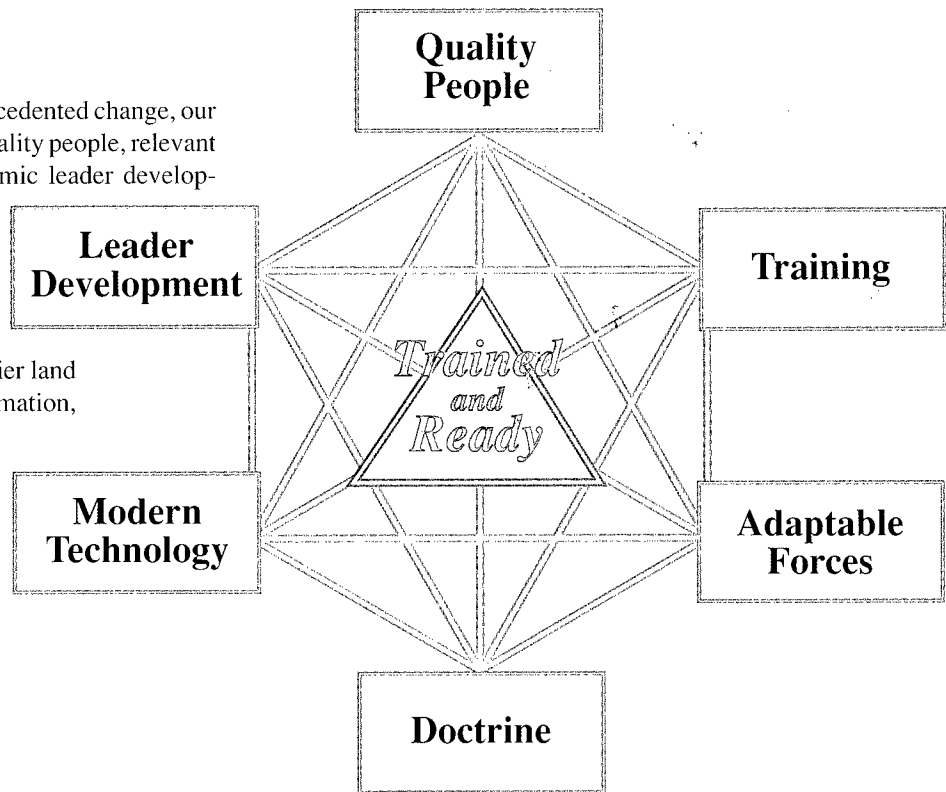 Quality
People
cedented change, our
ality people, relevant
mic leader develop-
Leader
Development
Training
Trained
and
Ready
ier land
mation,
Modern
Technology
Adaptable
Forces
Doctrine